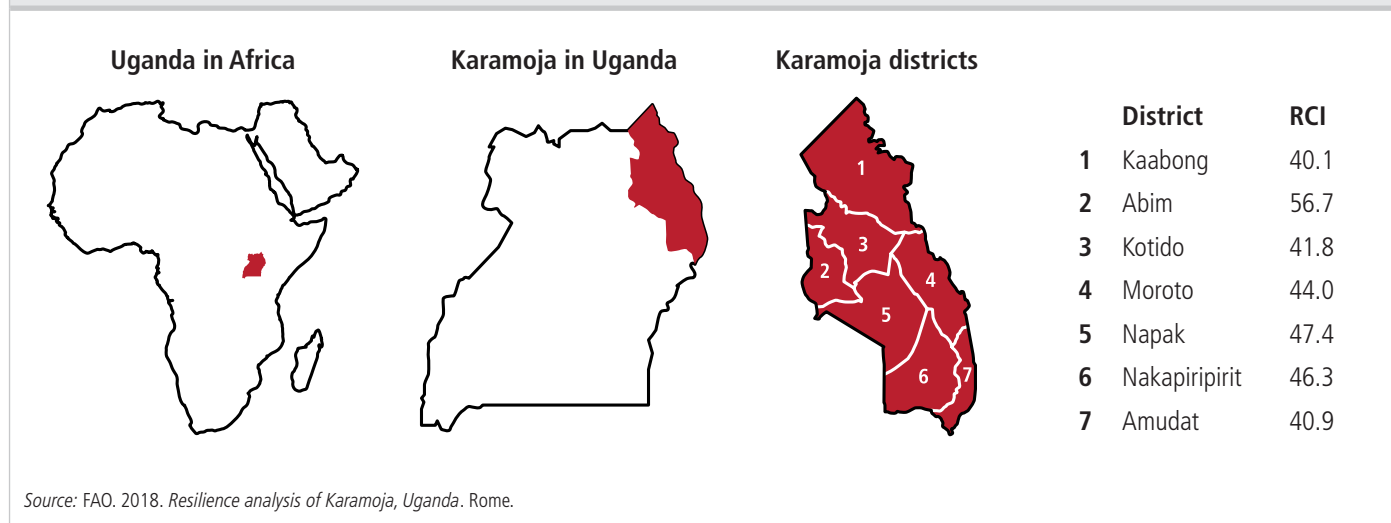 Uganda in Africa
Karamoja in Uganda
Karamoja districts
1
2
3
4
5
6
7
District RCI
1 Kaabong 40.1
2 Abim 56.7
3 Kotido 41.8
4 Moroto 44.0
5 Napak 47.4
6 Nakapiripirit 46.3
7 Amudat 40.9
Source: FAO. 2018. Resilience analysis of Karamoja, Uganda. Rome.